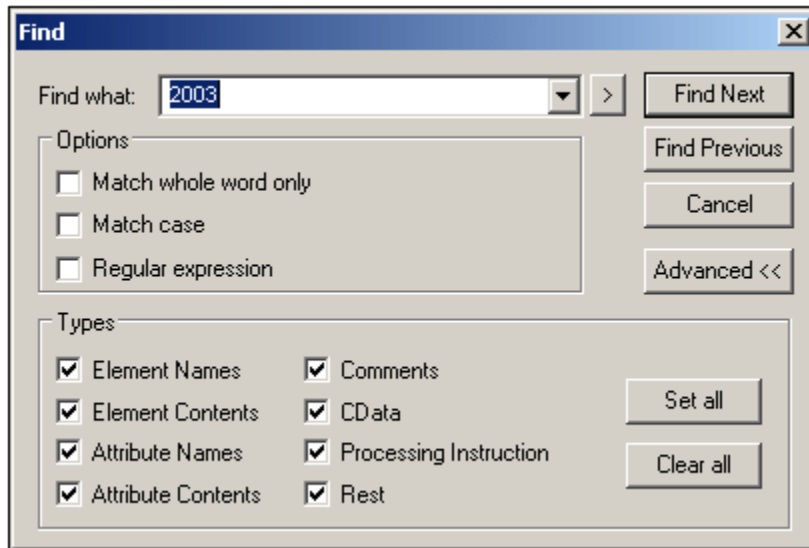 Find
Find what: 2003 > Find Next
Options
Find Previous
Match whole word only
Cancel
Match case
Regular expression
Advanced <<
Types
Element Names Comments
Element Contents CData
Set all
Attribute Names Processing Instruction
Clear all
Attribute Contents Rest